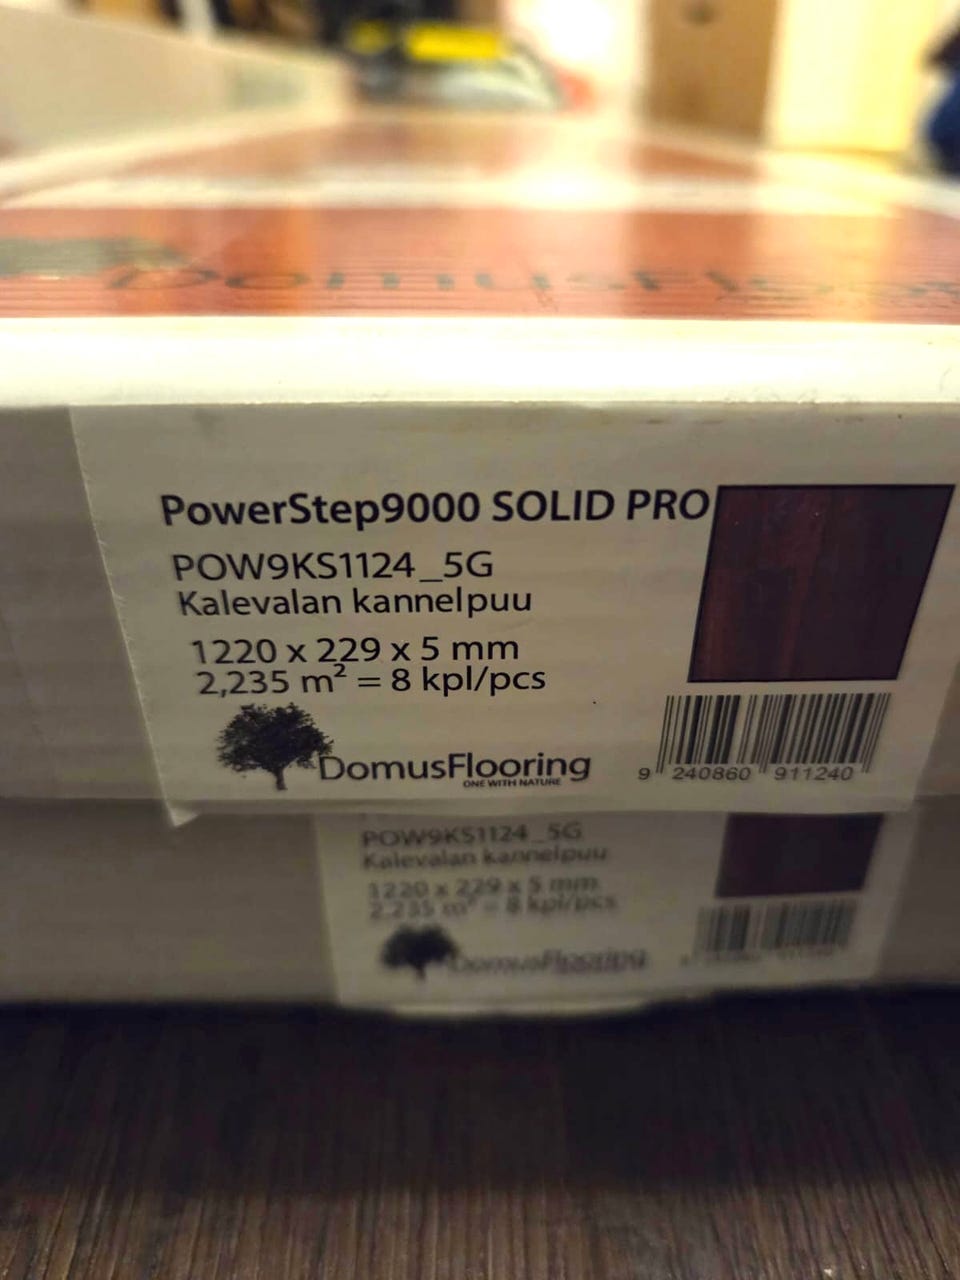 DomusFloo
PowerStep9000 SOLID PRO
POW9KS1124_5G
Kalevalan kannelpuu
1220 x 229 x 5 mm
2,235 m² = 8 kpl/pcs
DomusFlooring
ONE WITH NATURE
9 240860 911240
POW9KS1124_5G
Kalevalan kannelpuu
1220 x 229 x 5 mm
2,235 m² = 8 kpl/pcs
DomusFlooring